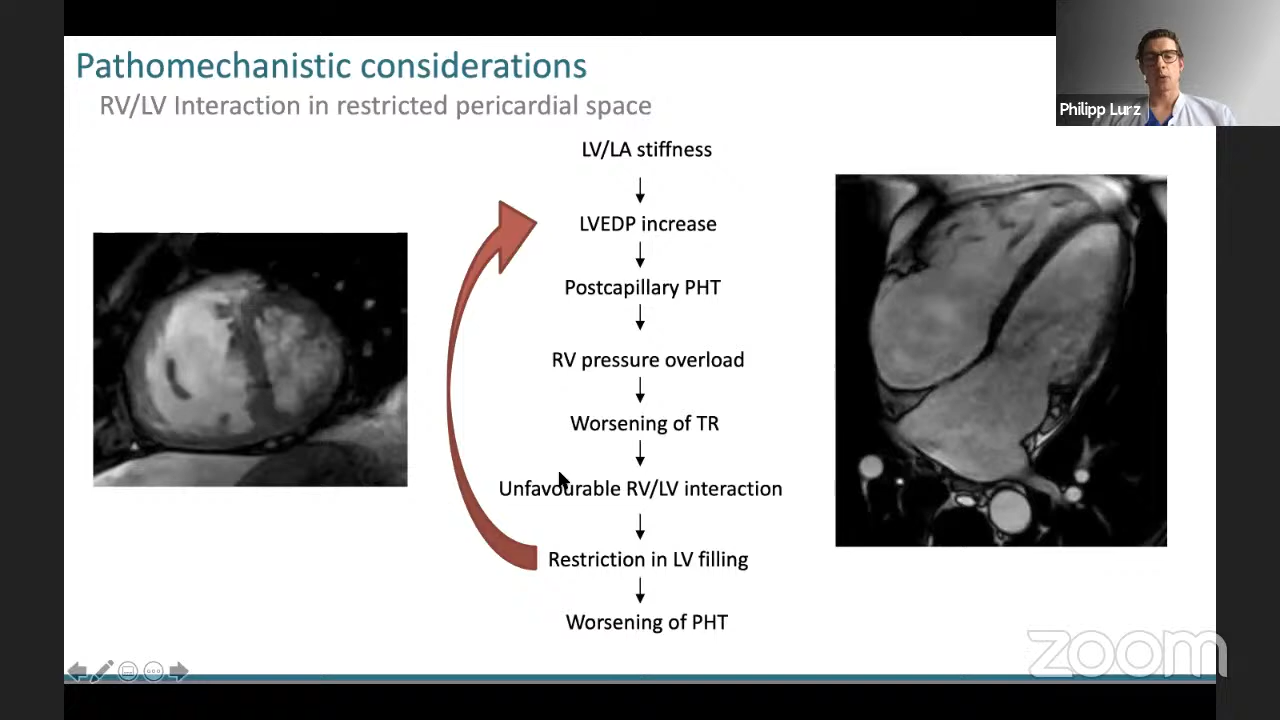 Pathomechanistic considerations
RV/LV Interaction in restricted pericardial space
Philipp Lurz
LV/LA stiffness
LVEDP increase
Postcapillary PHT
RV pressure overload
Worsening of TR
Unfavourable RV/LV interaction
Restriction in LV filling
Worsening of PHT
zoom